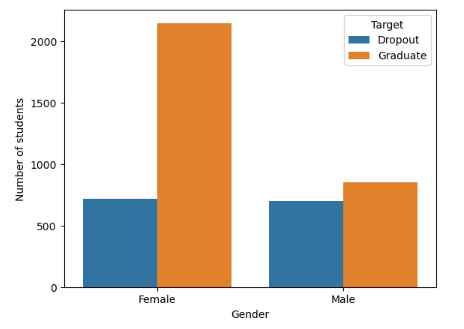 Target
Dropout
Graduate
2000
1500
1000
500
0
Number of students
Female
Male
Gender